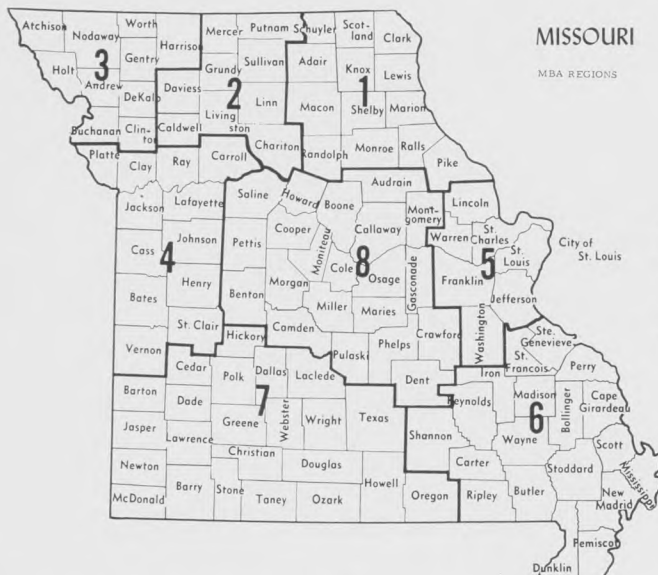 MISSOURI
MBA REGIONS
Atchison
Nodaway
Worth
Harrison
Mercer
Putnam
Schuyler
Scot-
land
Clark
Holt
Andrew
Gentry
DeKalb
3
Daviess
Grundy
Sullivan
Adair
Knox
Lewis
2
1
Buchanan
Clin-
ton
Caldwell
Living
ston
Linn
Macon
Shelby
Marion
Platte
Clay
Ray
Carroll
Chariton
Randolph
Monroe
Ralls
Pike
Jackson
Lafayette
Saline
Howard
Boone
Audrain
Callaway
Mont-
gomery
Lincoln
Warren
St.
Charles
St.
Louis
City of
St. Louis
Cass
Johnson
4
Pettis
Cooper
Moniteau
Cole
8
Osage
Gasconade
Franklin
5
Jefferson
Bates
Henry
Benton
Morgan
Miller
Maries
St. Clair
Camden
Pulaski
Phelps
Crawford
Washington
Ste.
Genevieve
St.
Francois
Perry
Vernon
Hickory
Cedar
Polk
Dallas
Laclede
Dent
Iron
Reynolds
Madison
Bollinger
Cape
Girardeau
6
Barton
Dade
7
Greene
Webster
Wright
Texas
Shannon
Wayne
Scott
Jasper
Lawrence
Christian
Douglas
Carter
Stoddard
Mississippi
Newton
Howell
New
Madrid
McDonald
Barry
Stone
Taney
Ozark
Oregon
Ripley
Butler
Pemiscot
Dunklin